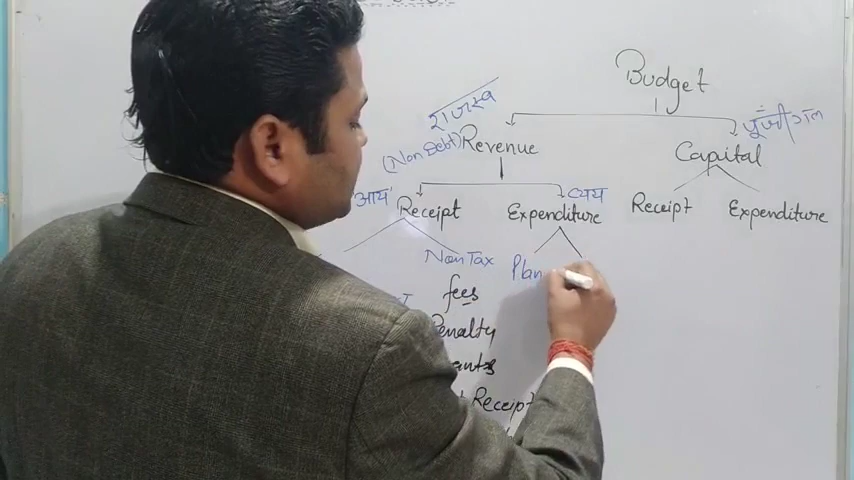 Budget
राजस्व
पूंजीगत
(Non Debt) Revenue
Capital
'आय'
व्यय
Receipt
Expenditure
Receipt
Expenditure
Non Tax
Plan
fees
Penalty
Receipt